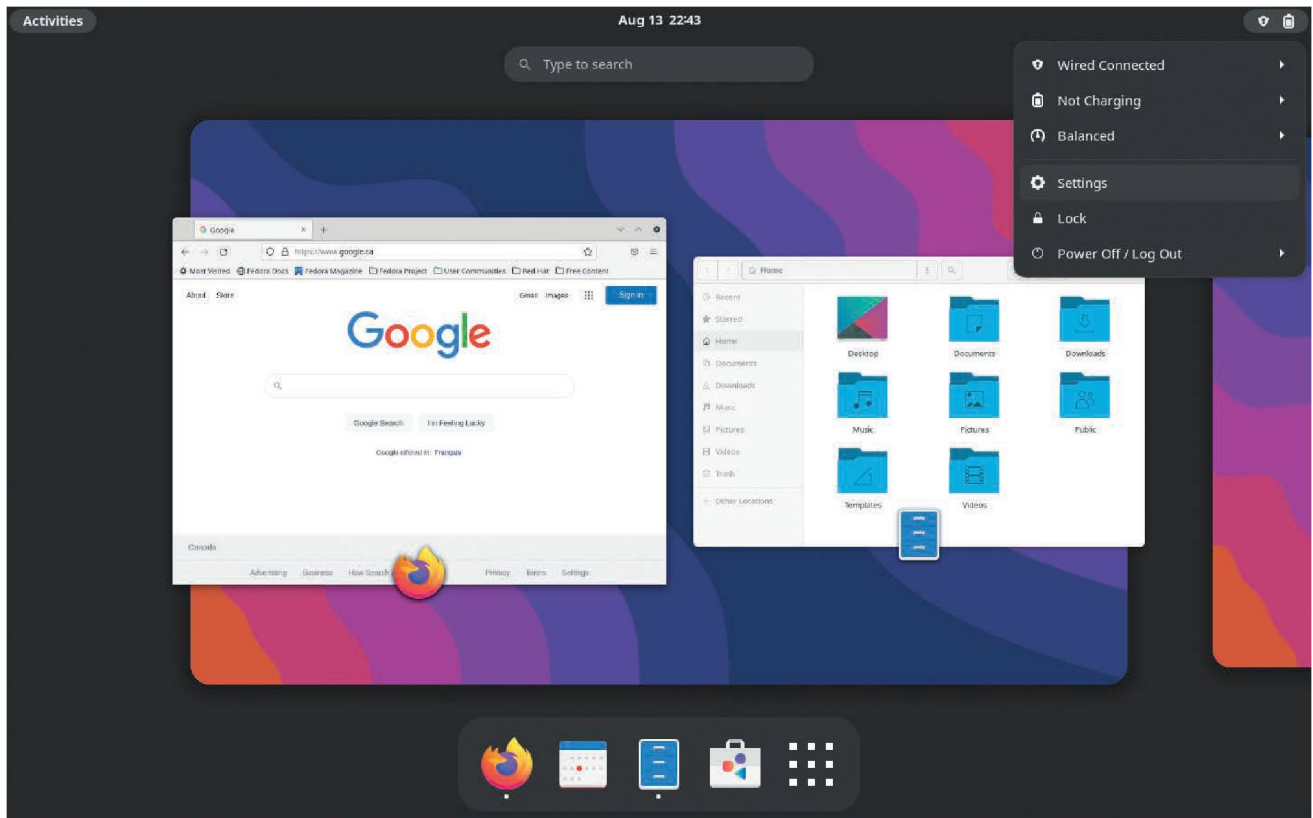 Activities
Aug 13 22:43
Type to search
Wired Connected
Not Charging
Balanced
Settings
Lock
Power Off / Log Out
Google
https://www.google.ca
Most Visited Fedora Docs Fedora Magazine Fedora Project User Communities Red Hat Free Content
About Store Gmail Images Sign in
Google
Google Search I'm Feeling Lucky
Google offered in: Français
Canada
Advertising Business How Search Privacy Terms Settings
Home
Recent
Starred
Home
Documents
Downloads
Music
Pictures
Videos
Trash
Other Locations
Desktop Documents Downloads
Music Pictures Public
Templates Videos